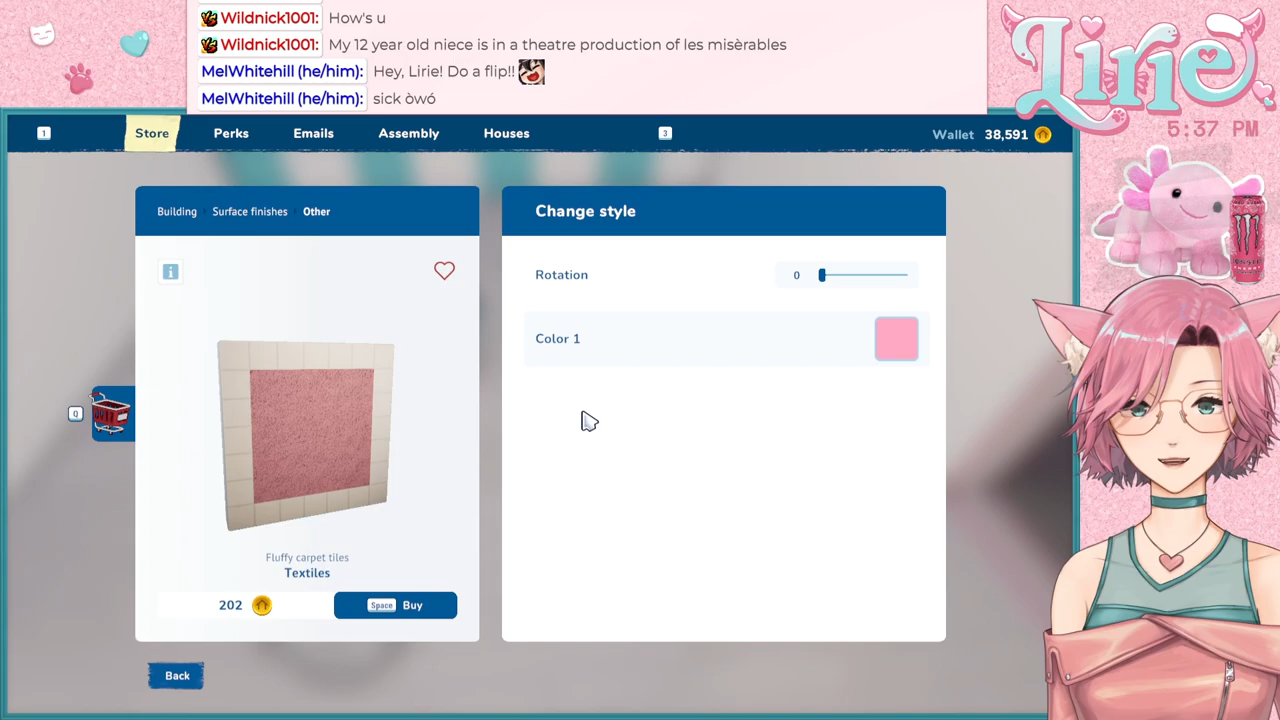 Wildnick1001: How's u
Wildnick1001: My 12 year old niece is in a theatre production of les misèrables
MelWhitehill (he/him): Hey, Lirie! Do a flip!!
MelWhitehill (he/him): sick òwó
Lirie
5:37 PM
1 Store Perks Emails Assembly Houses 3 Wallet 38,591
Building Surface finishes Other
Change style
Rotation 0
Color 1
Q
Fluffy carpet tiles
Textiles
202 Space Buy
Back